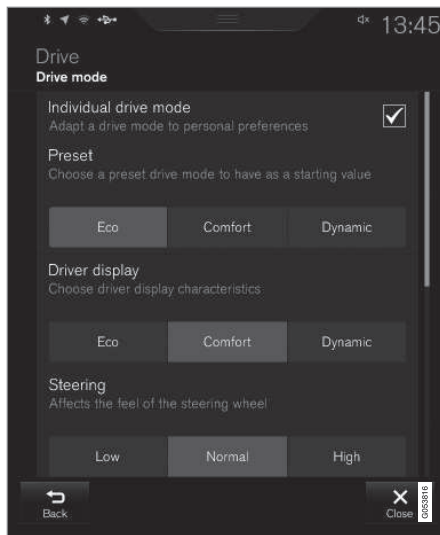 13:45
Drive
Drive mode
Individual drive mode
Adapt a drive mode to personal preferences
Preset
Choose a preset drive mode to have as a starting value
Eco Comfort Dynamic
Driver display
Choose driver display characteristics
Eco Comfort Dynamic
Steering
Affects the feel of the steering wheel
Low Normal High
Back
Close
G053816